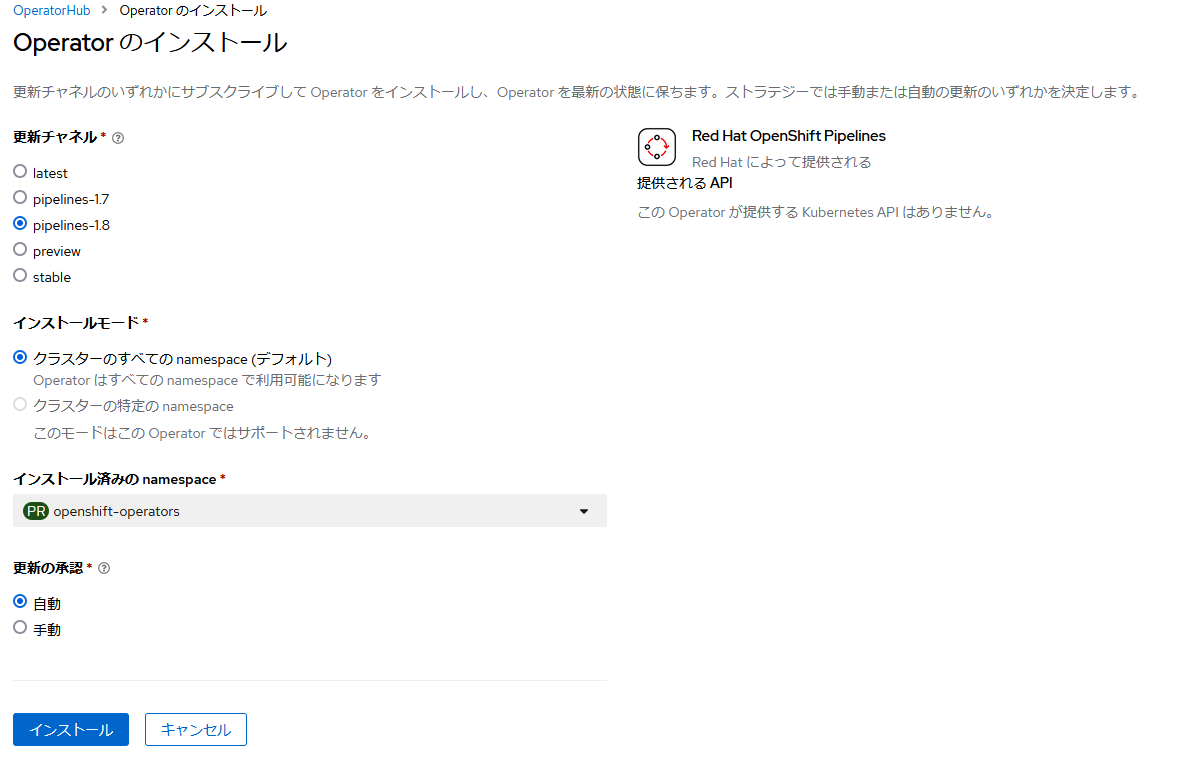 OperatorHub > Operator のインストール
Operator のインストール
更新チャネルのいずれかにサブスクライブして Operator をインストールし、Operator を最新の状態に保ちます。ストラテジーでは手動または自動の更新のいずれかを決定します。
更新チャネル *
latest
pipelines-1.7
pipelines-1.8
preview
stable
インストールモード *
クラスターのすべての namespace (デフォルト)
Operator はすべての namespace で利用可能になります
クラスターの特定の namespace
このモードはこの Operator ではサポートされません。
インストール済みの namespace *
PR openshift-operators
更新の承認 *
自動
手動
インストール キャンセル
Red Hat OpenShift Pipelines
Red Hat によって提供される
提供される API
この Operator が提供する Kubernetes API はありません。